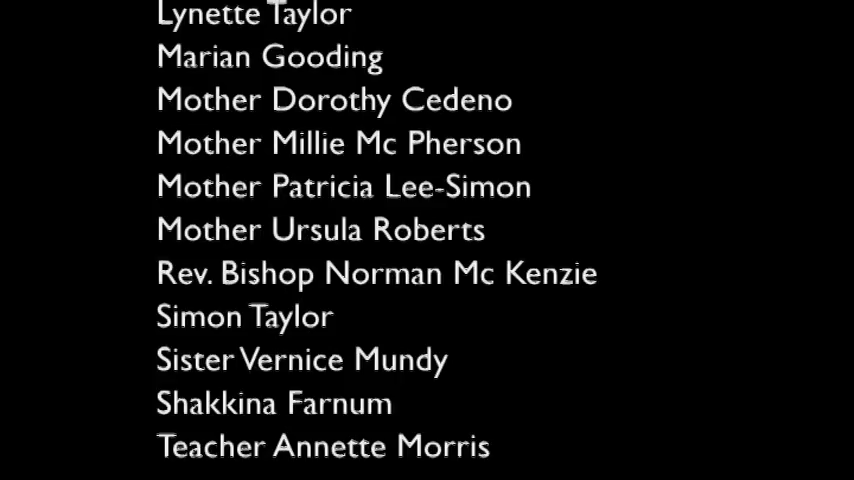 Lynette Taylor
Marian Gooding
Mother Dorothy Cedeno
Mother Millie Mc Pherson
Mother Patricia Lee-Simon
Mother Ursula Roberts
Rev. Bishop Norman Mc Kenzie
Simon Taylor
Sister Vernice Mundy
Shakkina Farnum
Teacher Annette Morris